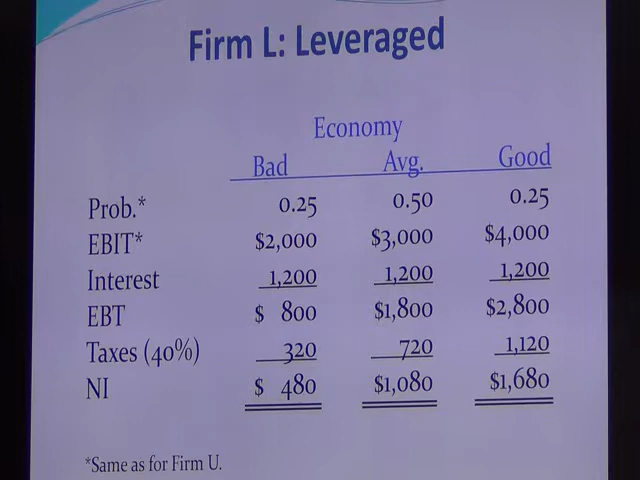 Firm L: Leveraged
Economy
Bad Avg. Good
Prob.* 0.25 0.50 0.25
EBIT* $2,000 $3,000 $4,000
Interest 1,200 1,200 1,200
EBT $ 800 $1,800 $2,800
Taxes (40%) 320 720 1,120
NI $ 480 $1,080 $1,680
*Same as for Firm U.